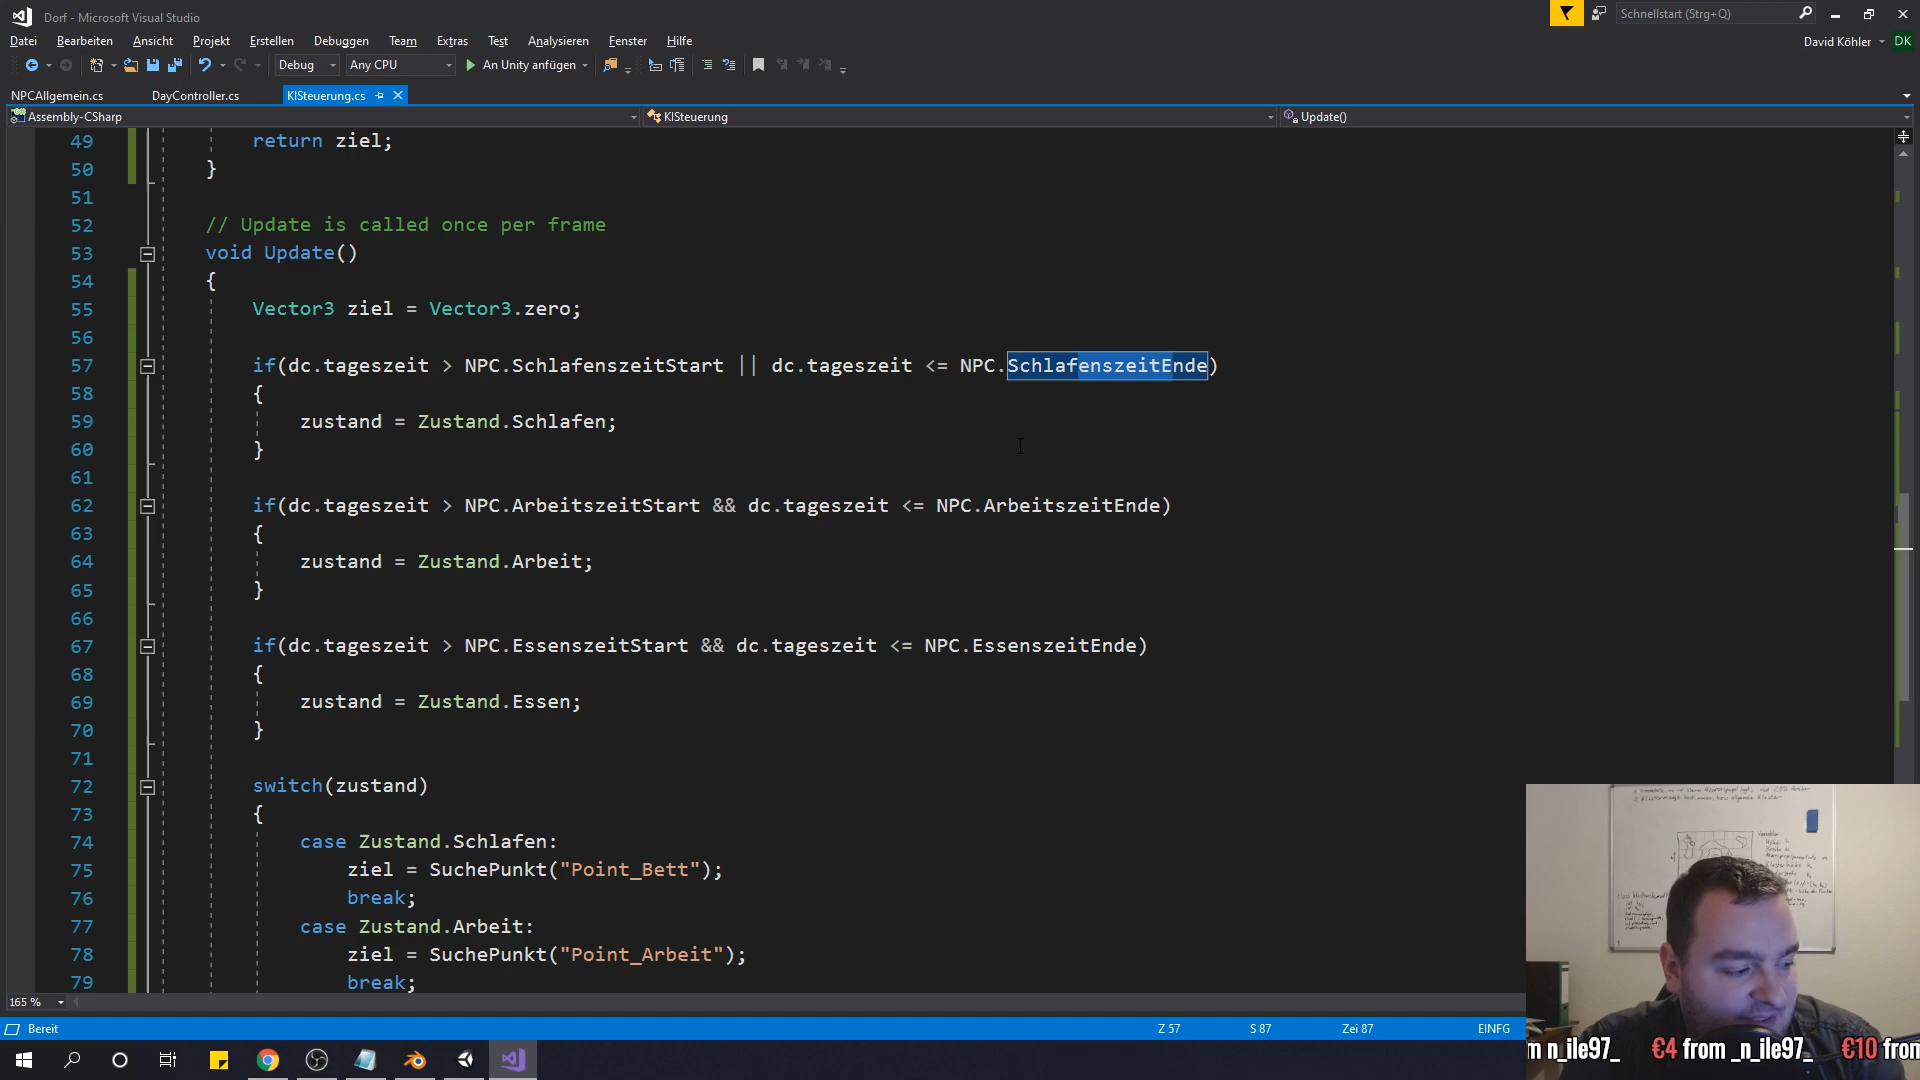 Dorf - Microsoft Visual Studio
Schnellstart (Strg+Q)
Datei Bearbeiten Ansicht Projekt Erstellen Debuggen Team Extras Test Analysieren Fenster Hilfe
David Köhler DK
Debug Any CPU An Unity anfügen
NPCAllgemein.cs DayController.cs KISteuerung.cs
Assembly-CSharp KISteuerung Update()
49 return ziel;
50 }
51
52 // Update is called once per frame
53 void Update()
54 {
55 Vector3 ziel = Vector3.zero;
56
57 if(dc.tageszeit > NPC.SchlafenszeitStart || dc.tageszeit <= NPC.SchlafenszeitEnde)
58 {
59 zustand = Zustand.Schlafen;
60 }
61
62 if(dc.tageszeit > NPC.ArbeitszeitStart && dc.tageszeit <= NPC.ArbeitszeitEnde)
63 {
64 zustand = Zustand.Arbeit;
65 }
66
67 if(dc.tageszeit > NPC.EssenszeitStart && dc.tageszeit <= NPC.EssenszeitEnde)
68 {
69 zustand = Zustand.Essen;
70 }
71
72 switch(zustand)
73 {
74 case Zustand.Schlafen:
75 ziel = SuchePunkt("Point_Bett");
76 break;
77 case Zustand.Arbeit:
78 ziel = SuchePunkt("Point_Arbeit");
79 break;
165 %
Bereit Z 57 S 87 Zei 87 EINFG
m n_ile97_ €4 from _n_ile97_ €10 from